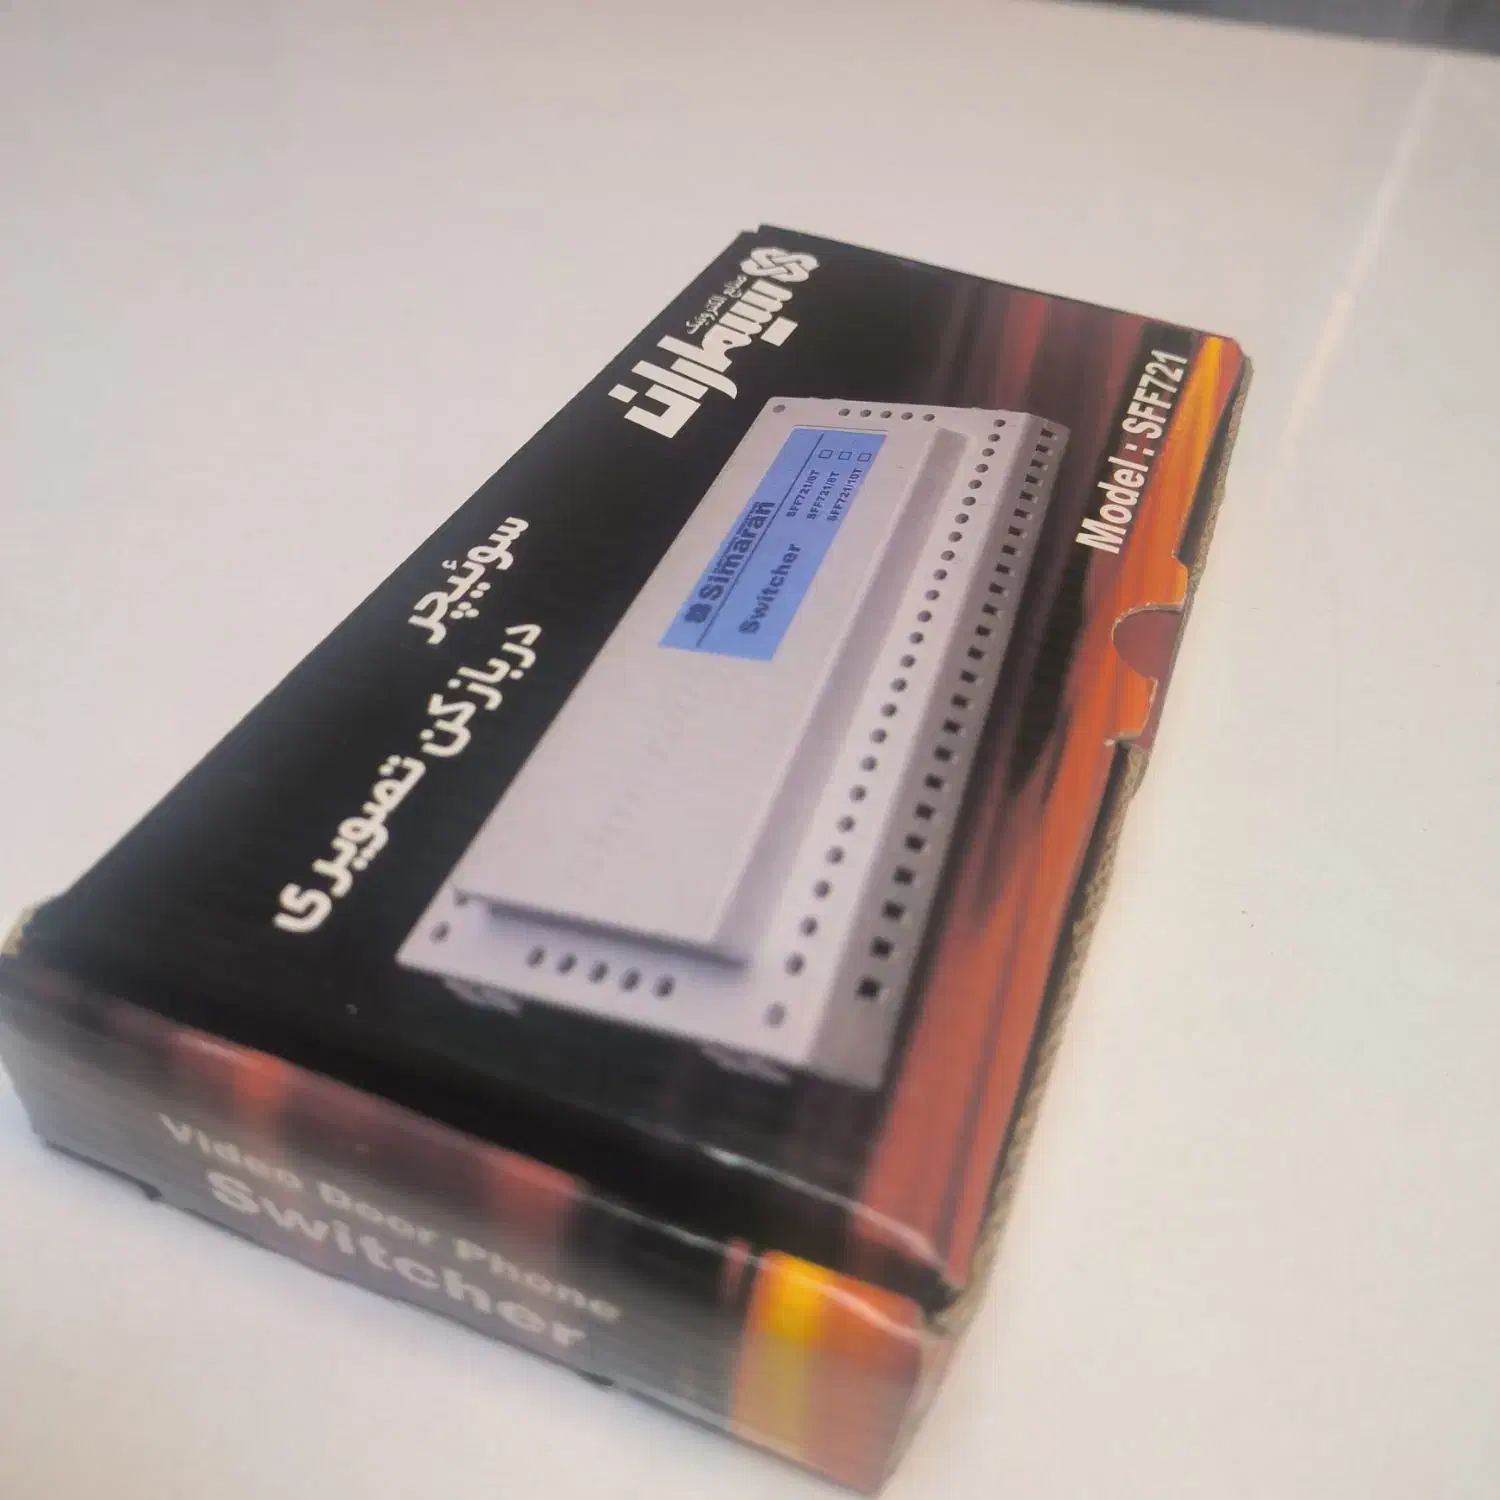 صنایع الکترونیک
سیماران
Model : SFF721
Simaran
SFF721/6T
Switcher
SFF721/8T
SFF721/10T
سوئیچر
دربازکن تصویری
Video Door Phone
Switcher